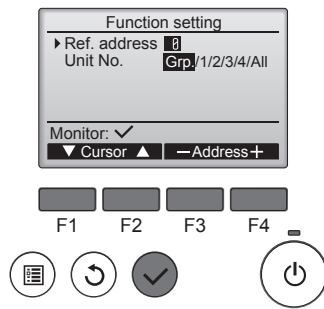 Function setting
Ref. address 0
Unit No. Grp./1/2/3/4/All
Monitor: ✓
▼ Cursor ▲ −Address+
F1 F2 F3 F4